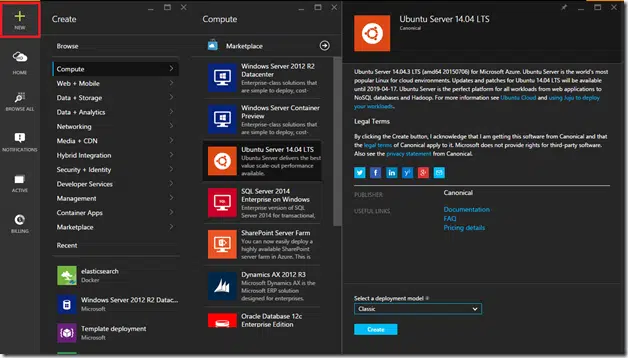 NEW
HOME
BROWSE ALL
NOTIFICATIONS
ACTIVE
BILLING
Create
Browse
Compute
Web + Mobile
Data + Storage
Data + Analytics
Networking
Media + CDN
Hybrid Integration
Security + Identity
Developer Services
Management
Container Apps
Marketplace
Recent
elasticsearch
Docker
Windows Server 2012 R2 Datac...
Microsoft
Template deployment
Microsoft
Compute
Marketplace
Windows Server 2012 R2
Datacenter
Enterprise-class solutions
that are simple to deploy, cost-
Windows Server Container
Preview
Enterprise-class solutions
that are simple to deploy, cost-
Ubuntu Server 14.04 LTS
Ubuntu Server delivers the best
value scale-out performance
available.
SQL Server 2014
Enterprise on Windows
Enterprise version of SQL
Server 2014 for transactional,
SharePoint Server Farm
You can now easily deploy a
highly available SharePoint
server farm in Azure. This is
Dynamics AX 2012 R3
Microsoft Dynamics AX is the
Microsoft ERP solution
designed for enterprises.
Oracle Database 12c
Enterprise Edition
Ubuntu Server 14.04 LTS
Canonical
Ubuntu Server 14.04.3 LTS (amd64 20150706) for Microsoft Azure. Ubuntu Server is the world's most
popular Linux for cloud environments. Updates and patches for Ubuntu 14.04 LTS will be available
until 2019-04-17. Ubuntu Server is the perfect platform for all workloads from web applications to
NoSQL databases and Hadoop. For more information see Ubuntu Cloud and using Juju to deploy
your workloads.
Legal Terms
By clicking the Create button, I acknowledge that I am getting this software from Canonical and that
the legal terms of Canonical apply to it. Microsoft does not provide rights for third-party software.
Also see the privacy statement from Canonical.
PUBLISHER
Canonical
USEFUL LINKS
Documentation
FAQ
Pricing details
Select a deployment model
Classic
Create